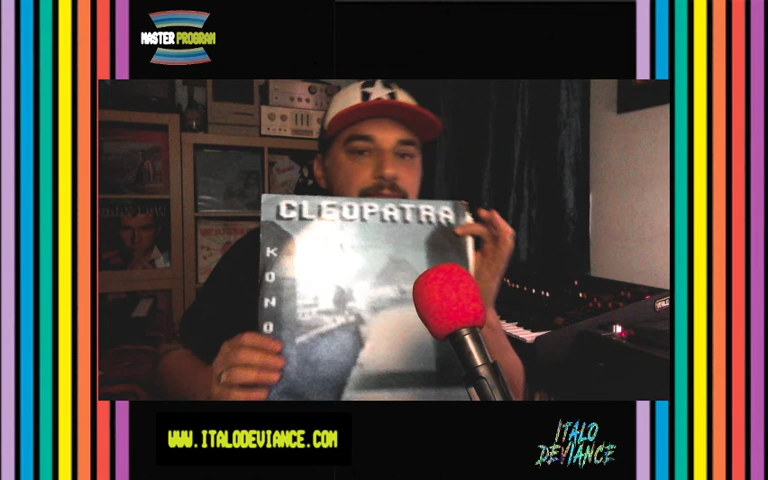 MASTER PROGRAM
CLEOPATRA
KONO
WWW.ITALODEVIANCE.COM
ITALO
DEVIANCE